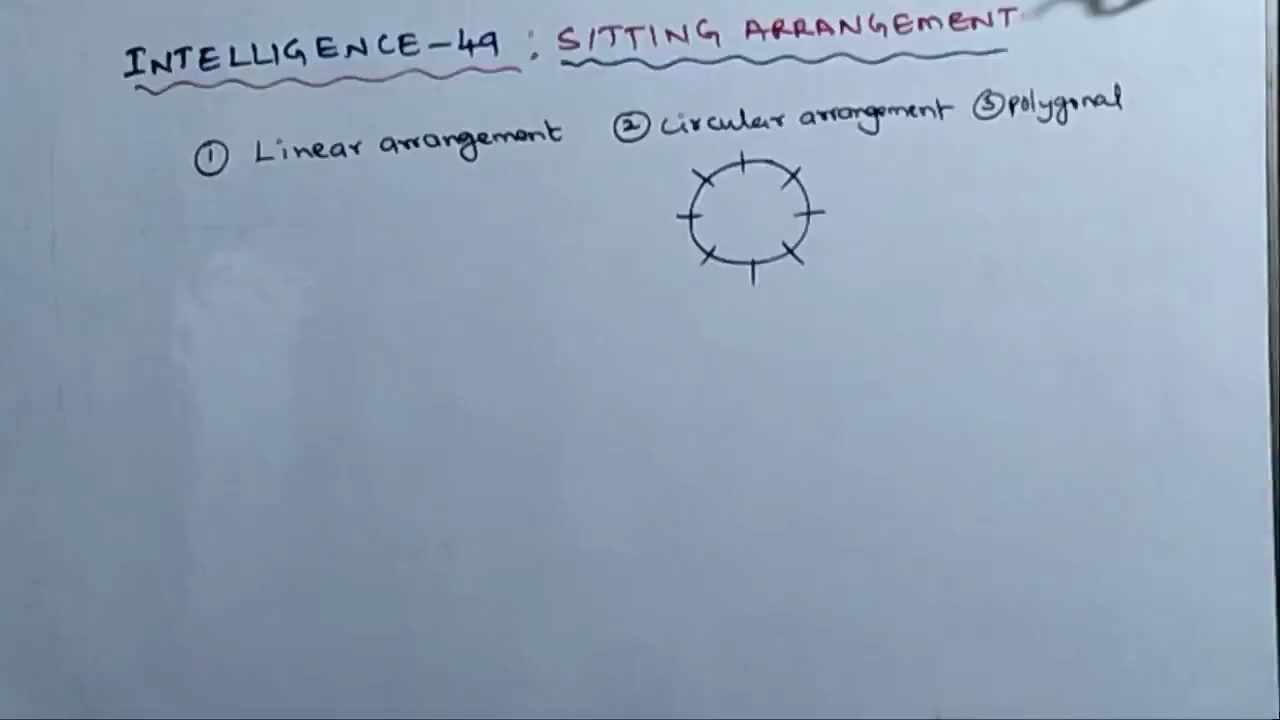 INTELLIGENCE-49 : SITTING ARRANGEMENT
① Linear arrangement ② circular arrangement ③ polygonal